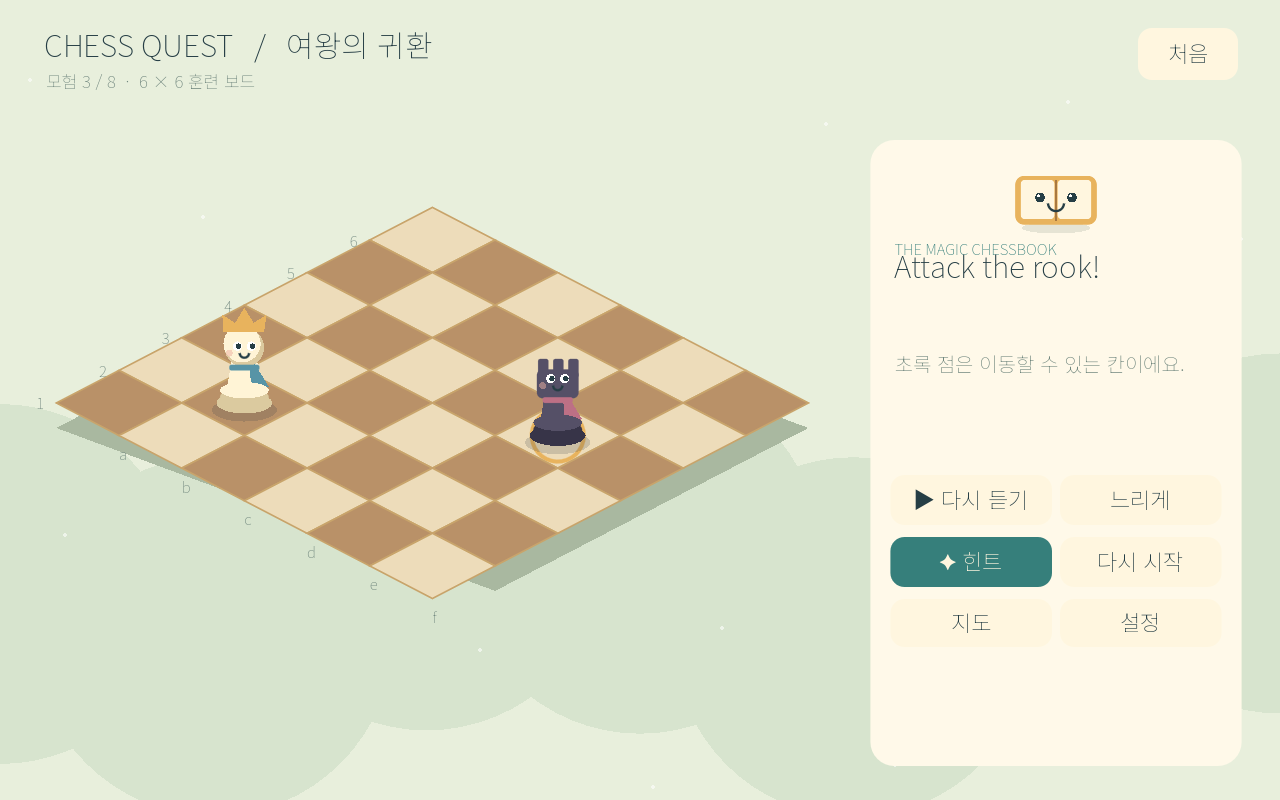 CHESS QUEST / 여왕의 귀환
모험 3 / 8 · 6 × 6 훈련 보드
처음
6
5
4
3
2
1
a
b
c
d
e
f
THE MAGIC CHESSBOOK
Attack the rook!
초록 점은 이동할 수 있는 칸이에요.
▶ 다시 듣기
느리게
✦ 힌트
다시 시작
지도
설정